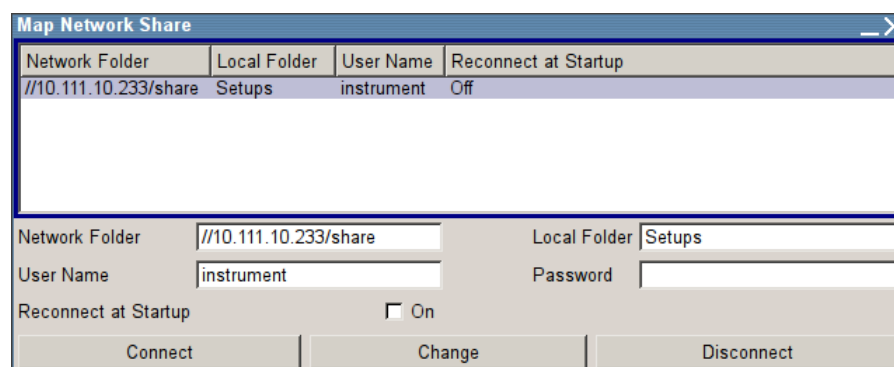 Map Network Share
Network Folder Local Folder User Name Reconnect at Startup
//10.111.10.233/share Setups instrument Off
Network Folder //10.111.10.233/share Local Folder Setups
User Name instrument Password
Reconnect at Startup On
Connect Change Disconnect